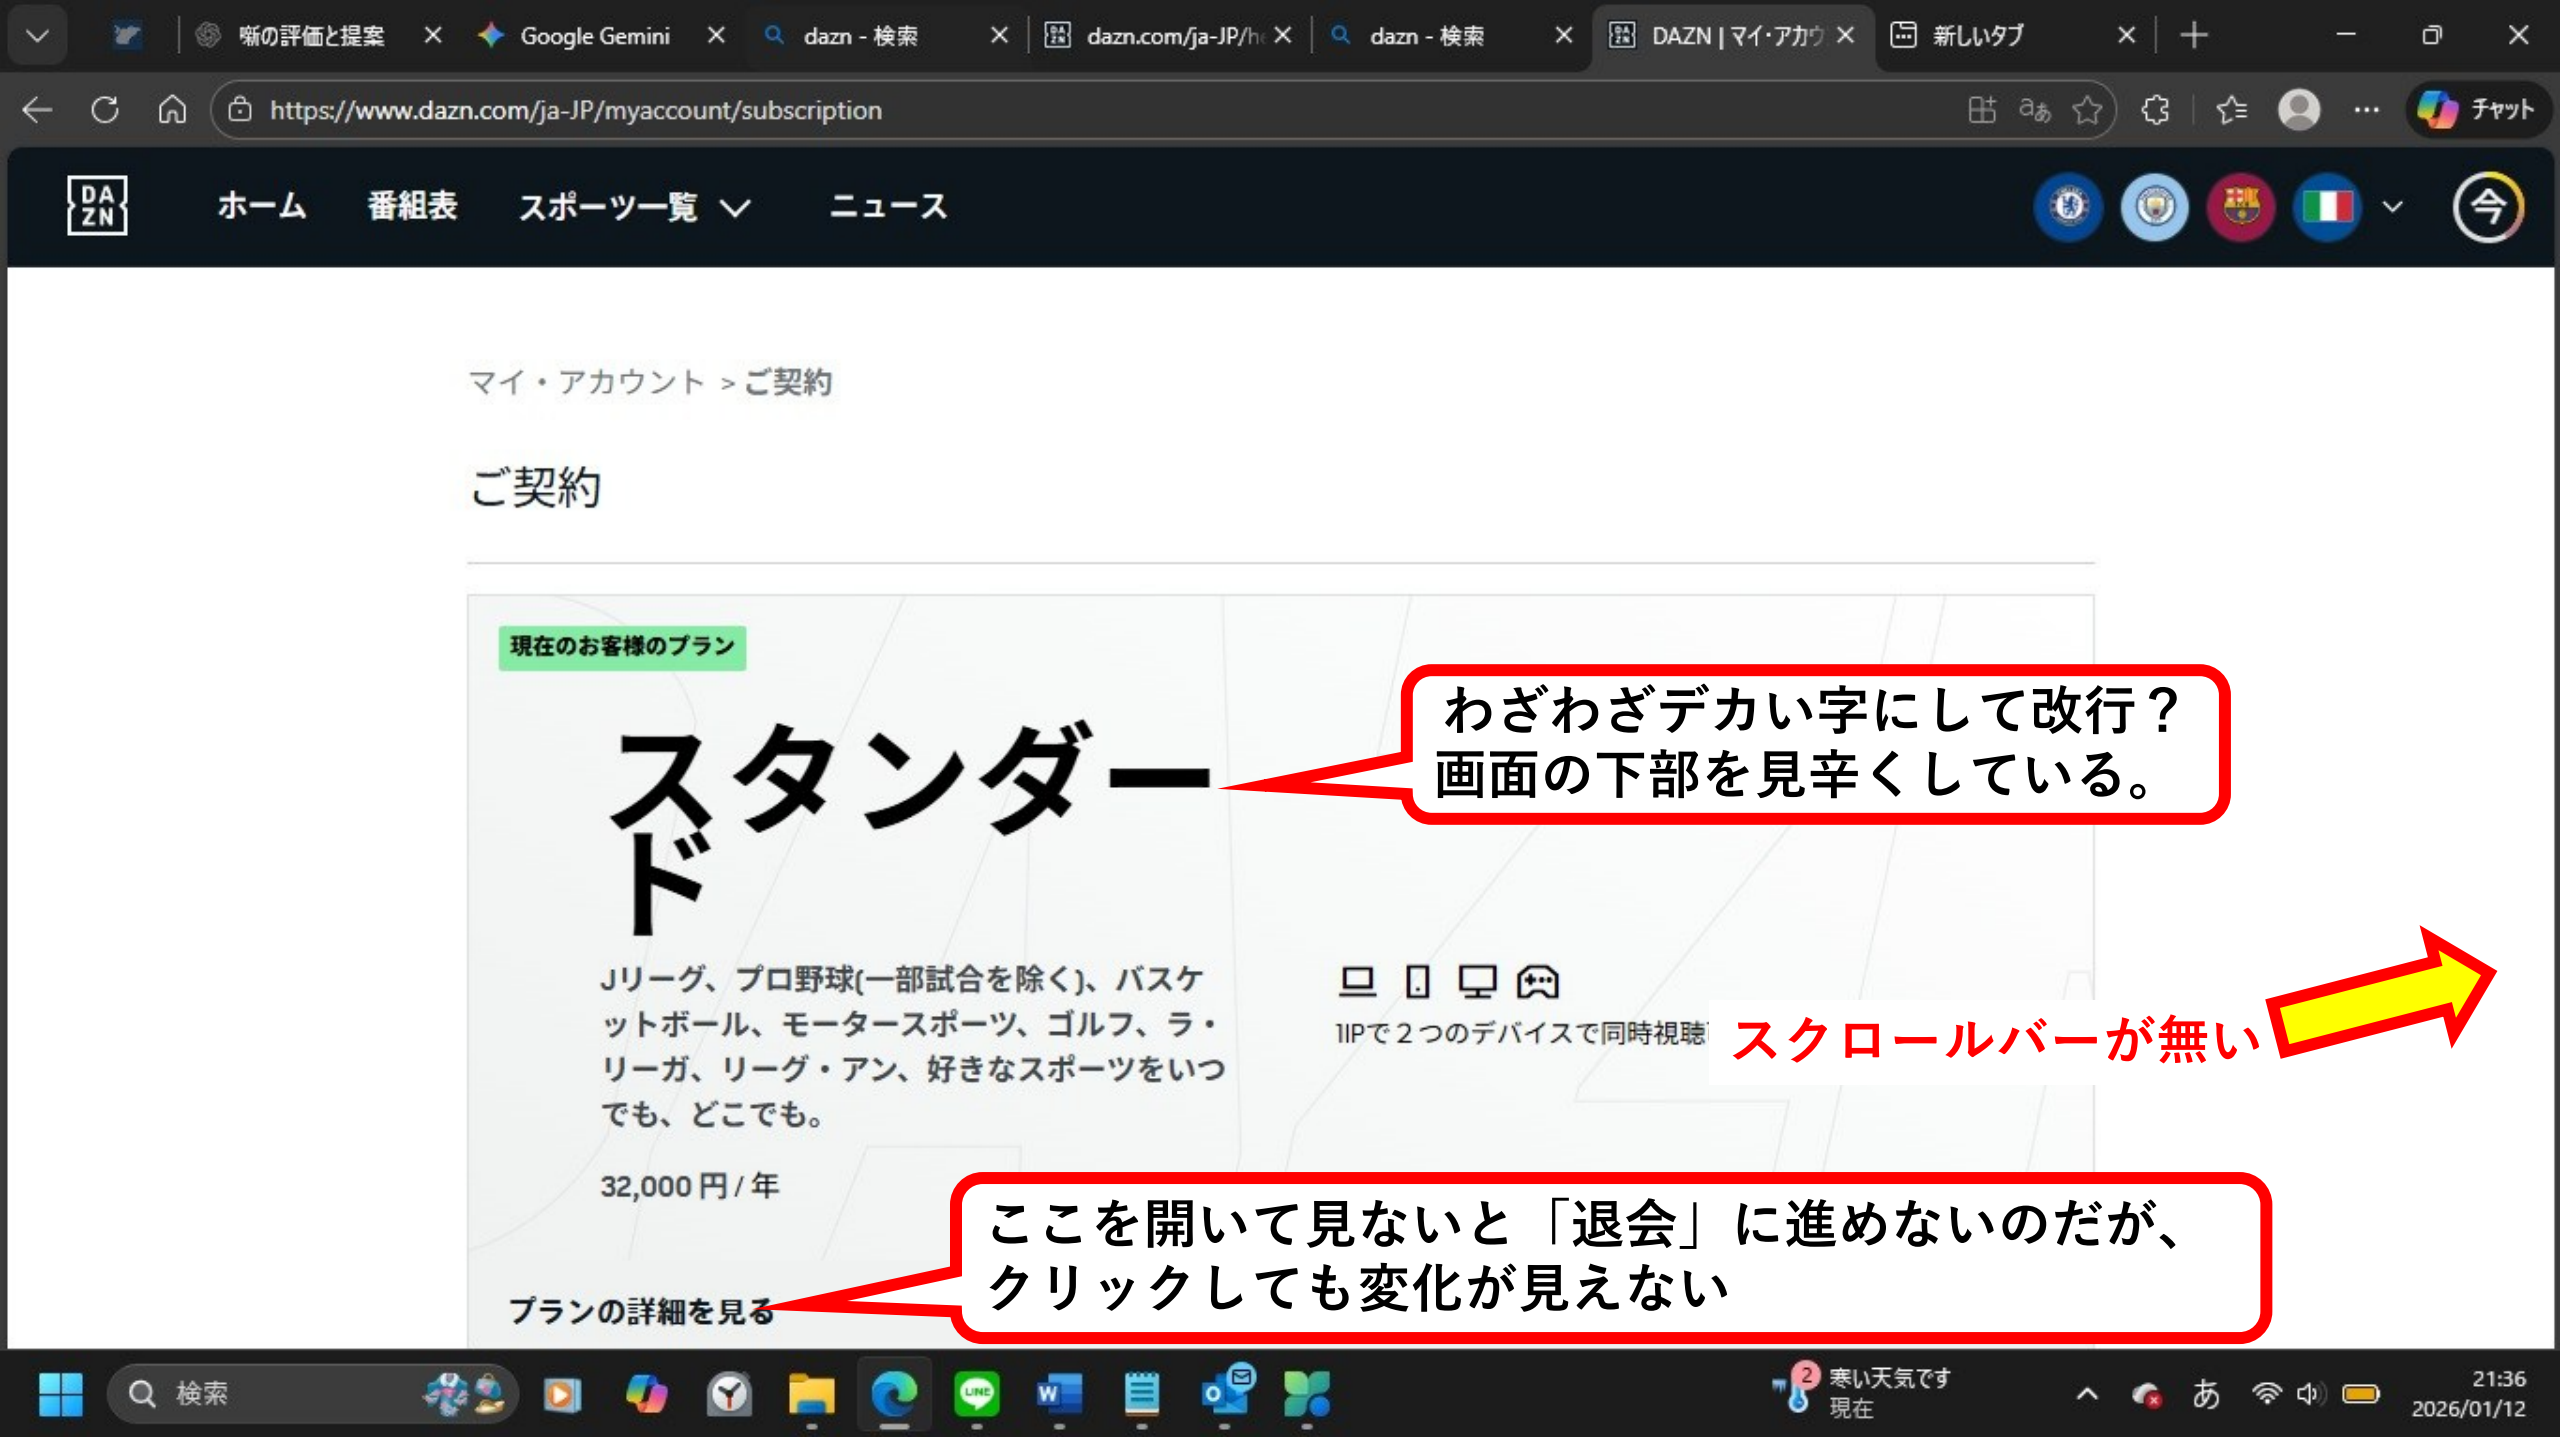 噺の評価と提案
Google Gemini
dazn - 検索
dazn.com/ja-JP/he
dazn - 検索
DAZN | マイ・アカウ
新しいタブ
https://www.dazn.com/ja-JP/myaccount/subscription
チャット
DA
ZN
ホーム
番組表
スポーツ一覧
ニュース
今
マイ・アカウント > ご契約
ご契約
現在のお客様のプラン
スタンダー
ド
わざわざデカい字にして改行？
画面の下部を見辛くしている。
Jリーグ、プロ野球(一部試合を除く)、バスケ
ットボール、モータースポーツ、ゴルフ、ラ・
リーガ、リーグ・アン、好きなスポーツをいつ
でも、どこでも。
1IPで２つのデバイスで同時視聴
スクロールバーが無い
32,000 円 / 年
ここを開いて見ないと「退会」に進めないのだが、
クリックしても変化が見えない
プランの詳細を見る
検索
LINE
2
寒い天気です
現在
あ
21:36
2026/01/12